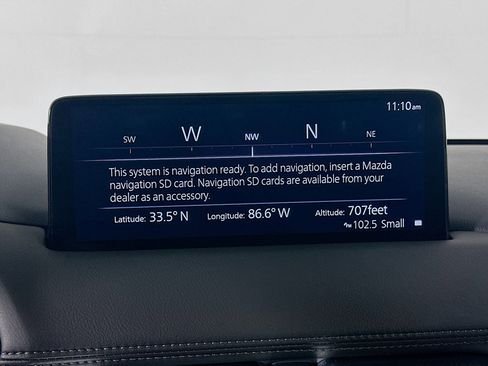 11:10am
SW W NW N NE
This system is navigation ready. To add navigation, insert a Mazda
navigation SD card. Navigation SD cards are available from your
dealer as an accessory.
Latitude: 33.5° N Longitude: 86.6° W Altitude: 707feet
FM 102.5 Small